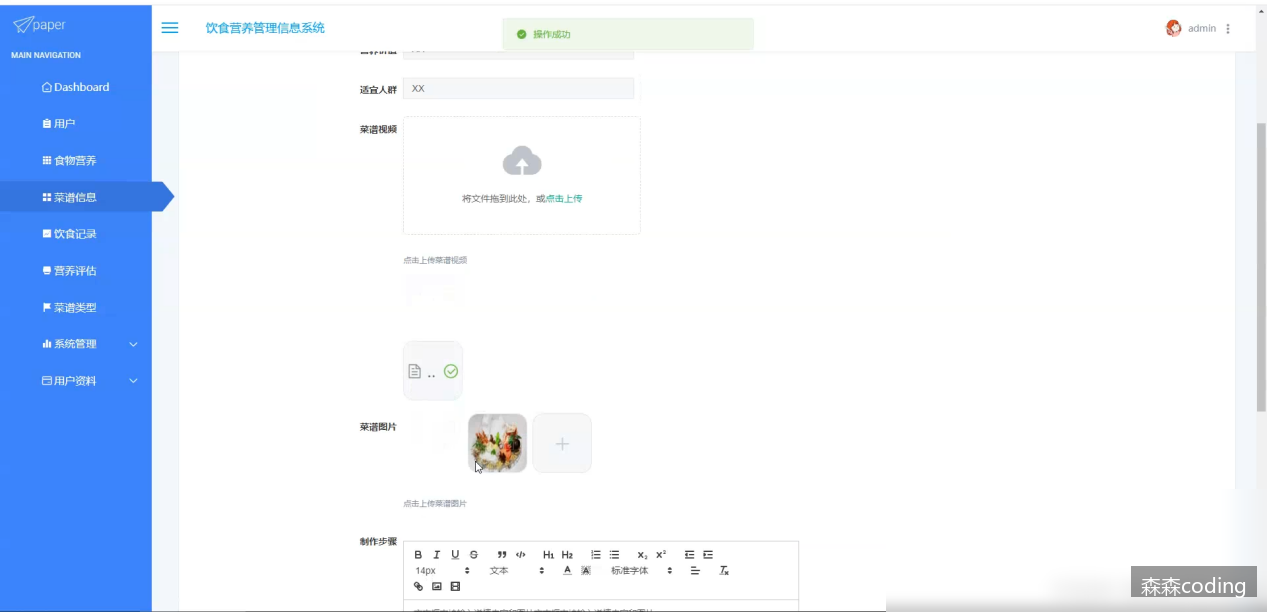 paper
饮食营养管理信息系统
操作成功
admin
MAIN NAVIGATION
Dashboard
用户
食物营养
菜谱信息
饮食记录
营养评估
菜谱类型
系统管理
用户资料
适宜人群 XX
菜谱视频
将文件拖到此处，或点击上传
点击上传菜谱视频
..
菜谱图片
点击上传菜谱图片
制作步骤
B I U S H1 H2 x₂ x²
14px 文本 A A 标准字体 Tx
森森coding